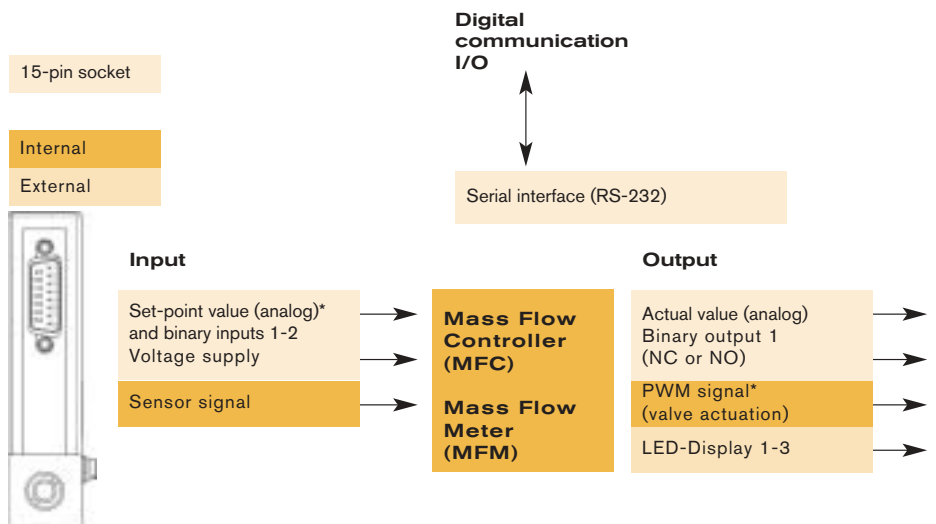 Digital
communication
I/O
15-pin socket
Internal
External
Serial interface (RS-232)
Input
Output
Set-point value (analog)*
and binary inputs 1-2
Voltage supply
Sensor signal
Mass Flow
Controller
(MFC)
Mass Flow
Meter
(MFM)
Actual value (analog)
Binary output 1
(NC or NO)
PWM signal*
(valve actuation)
LED-Display 1-3